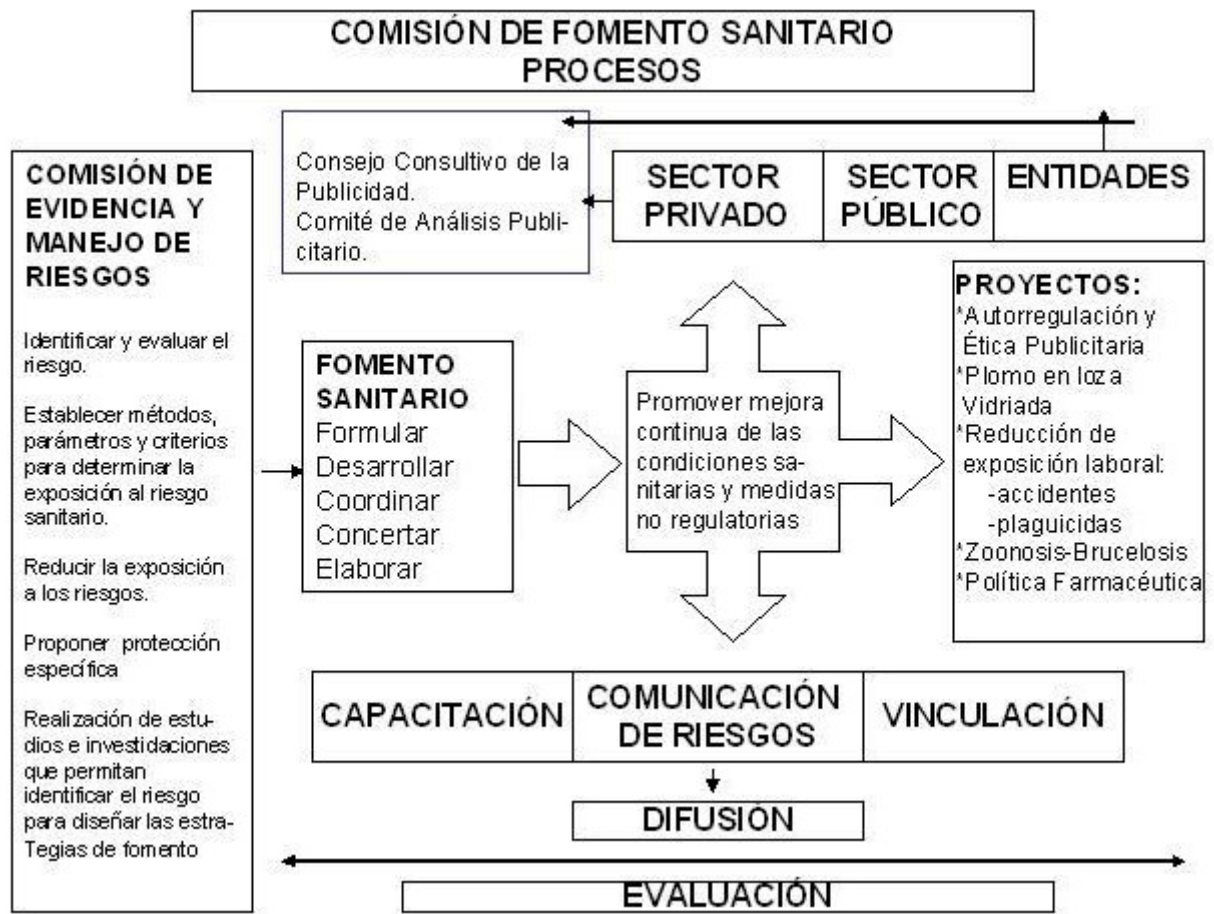 COMISIÓN DE FOMENTO SANITARIO
PROCESOS
COMISIÓN DE
EVIDENCIA Y
MANEJO DE
RIESGOS
Identificar y evaluar el
riesgo.
Establecer métodos,
parámetros y criterios
para determinar la
exposición al riesgo
sanitario.
Reducir la exposición
a los riesgos.
Proponer protección
específica
Realización de estu-
dios e investidaciones
que permitan
identificar el riesgo
para diseñar las estra-
Tegias de fomento
Consejo Consultivo de la
Publicidad.
Comité de Análisis Publi-
citario.
SECTOR
PRIVADO
SECTOR
PÚBLICO
ENTIDADES
FOMENTO
SANITARIO
Formular
Desarrollar
Coordinar
Concertar
Elaborar
Promover mejora
continua de las
condiciones sa-
nitarias y medidas
no regulatorias
PROYECTOS:
*Autorregulación y
Ética Publicitaria
*Plomo en loza
Vidriada
*Reducción de
exposición laboral:
-accidentes
-plaguicidas
*Zoonosis-Brucelosis
*Política Farmacéutica
CAPACITACIÓN
COMUNICACIÓN
DE RIESGOS
VINCULACIÓN
DIFUSIÓN
EVALUACIÓN